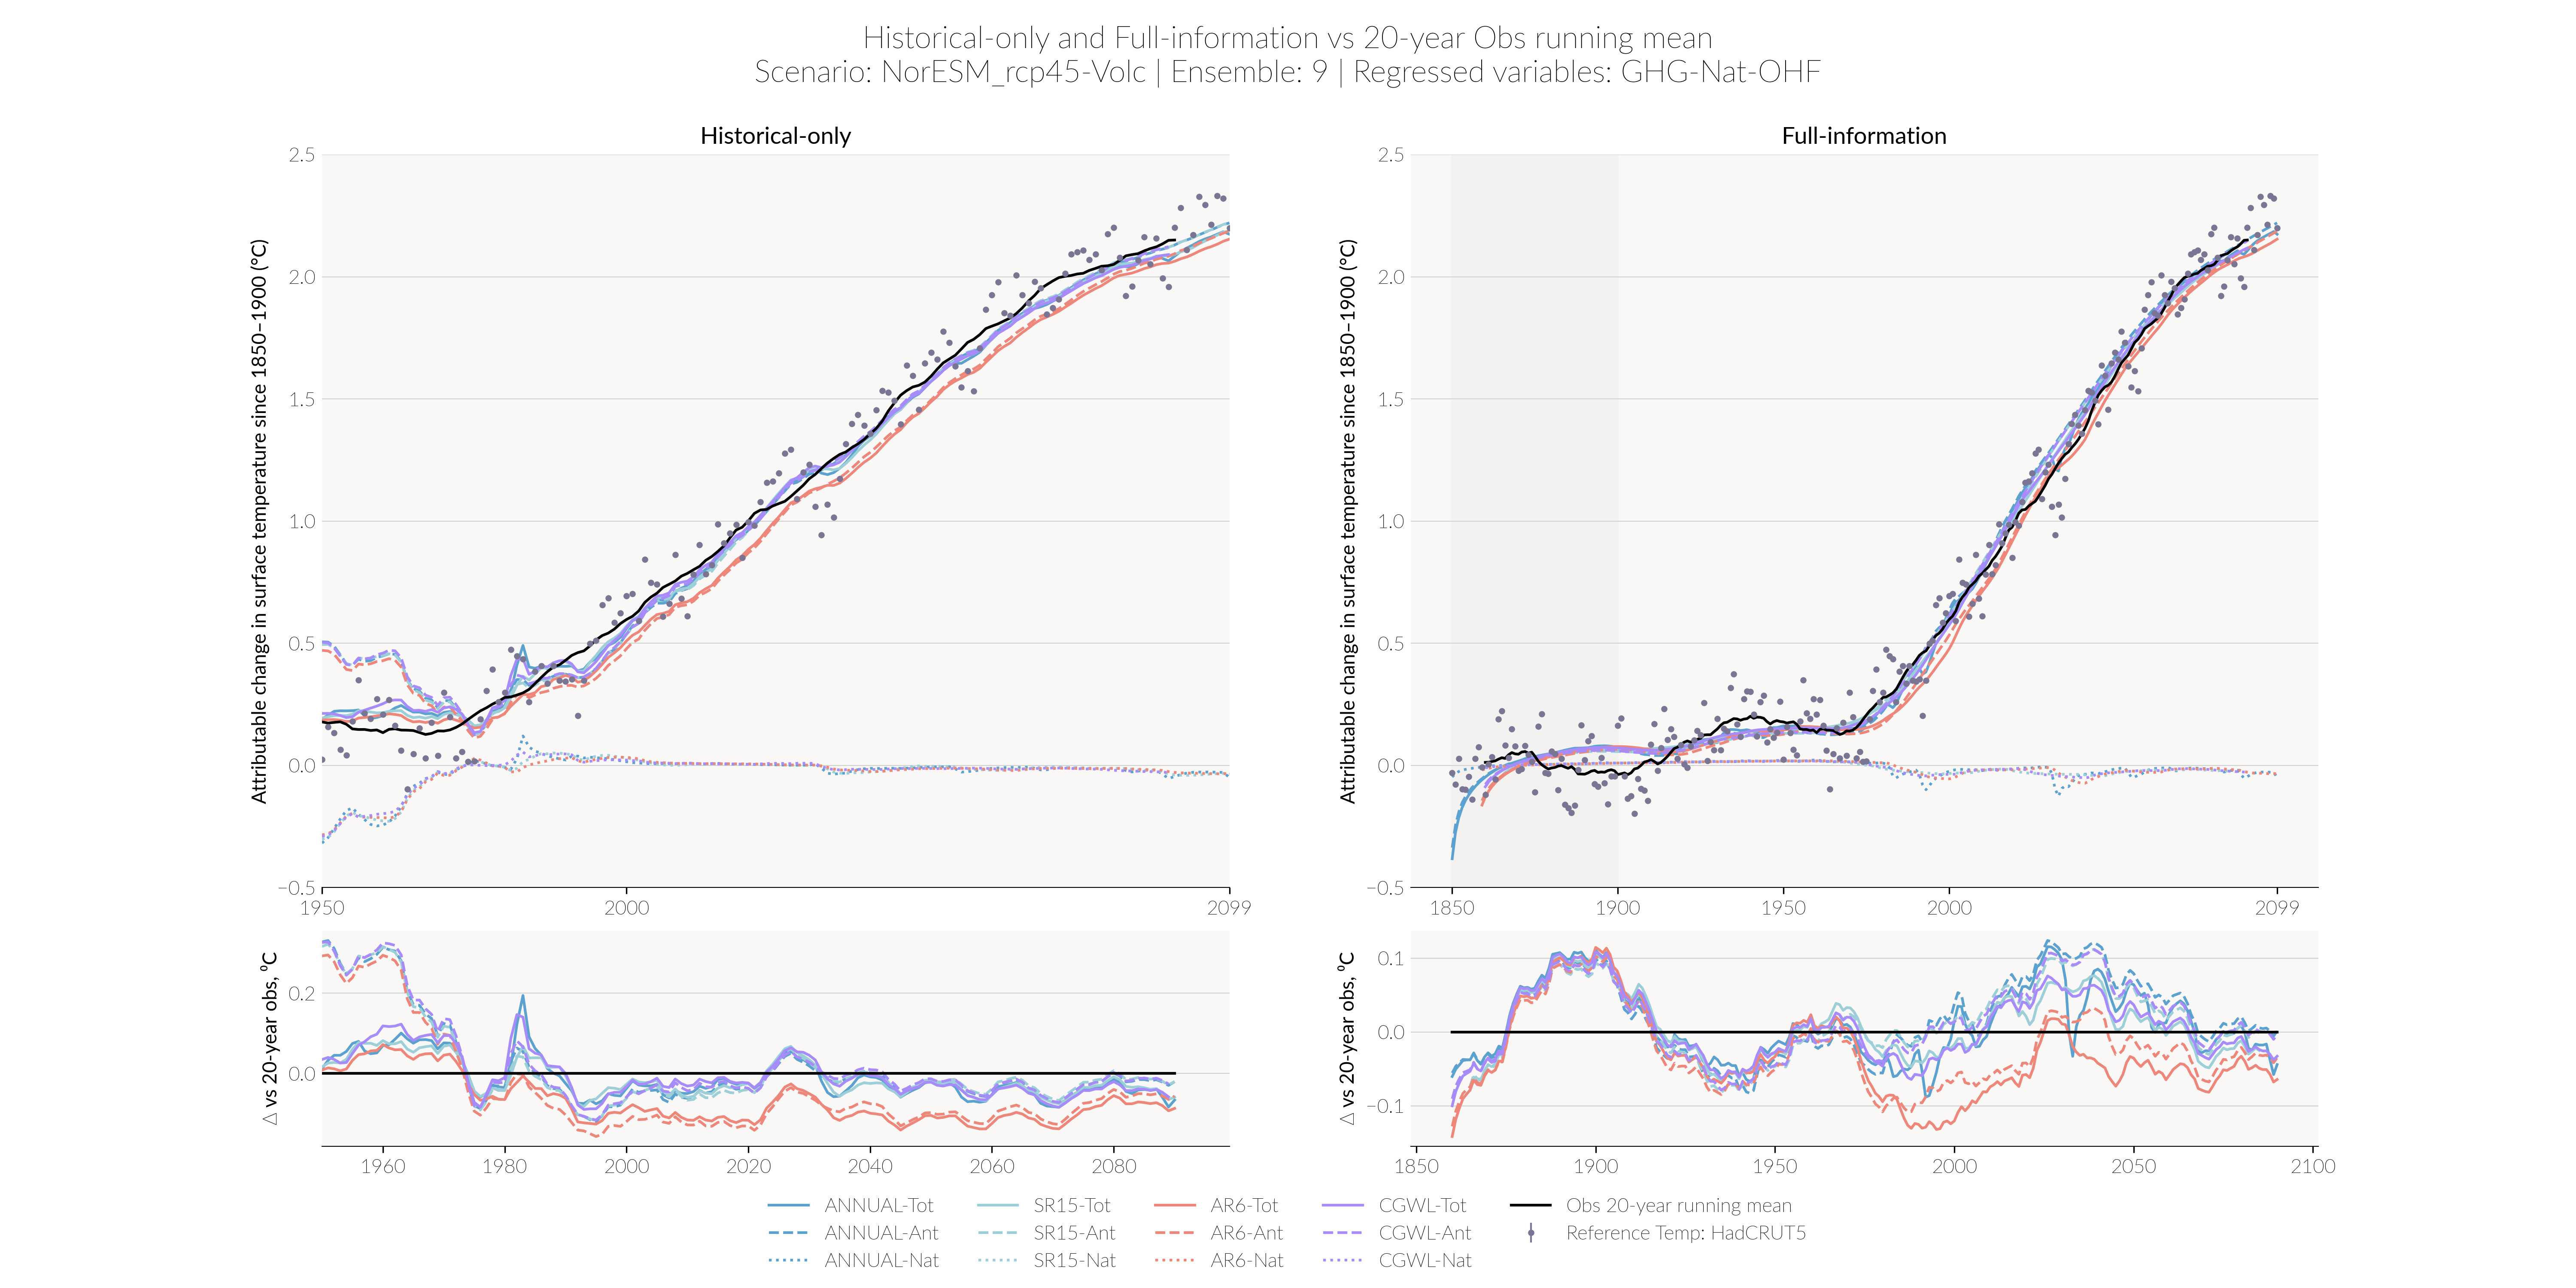 Historical-only and Full-information vs 20-year Obs running mean
Scenario: NorESM_rcp45-Volc | Ensemble: 9 | Regressed variables: GHG-Nat-OHF
Historical-only
Attributable change in surface temperature since 1850–1900 (°C)
2.5
2.0
1.5
1.0
0.5
0.0
−0.5
1950
2000
2099
Full-information
Attributable change in surface temperature since 1850–1900 (°C)
2.5
2.0
1.5
1.0
0.5
0.0
−0.5
1850
1900
1950
2000
2099
△ vs 20-year obs, °C
0.2
0.0
1960
1980
2000
2020
2040
2060
2080
△ vs 20-year obs, °C
0.1
0.0
−0.1
1850
1900
1950
2000
2050
2100
ANNUAL-Tot
ANNUAL-Ant
ANNUAL-Nat
SR15-Tot
SR15-Ant
SR15-Nat
AR6-Tot
AR6-Ant
AR6-Nat
CGWL-Tot
CGWL-Ant
CGWL-Nat
Obs 20-year running mean
Reference Temp: HadCRUT5